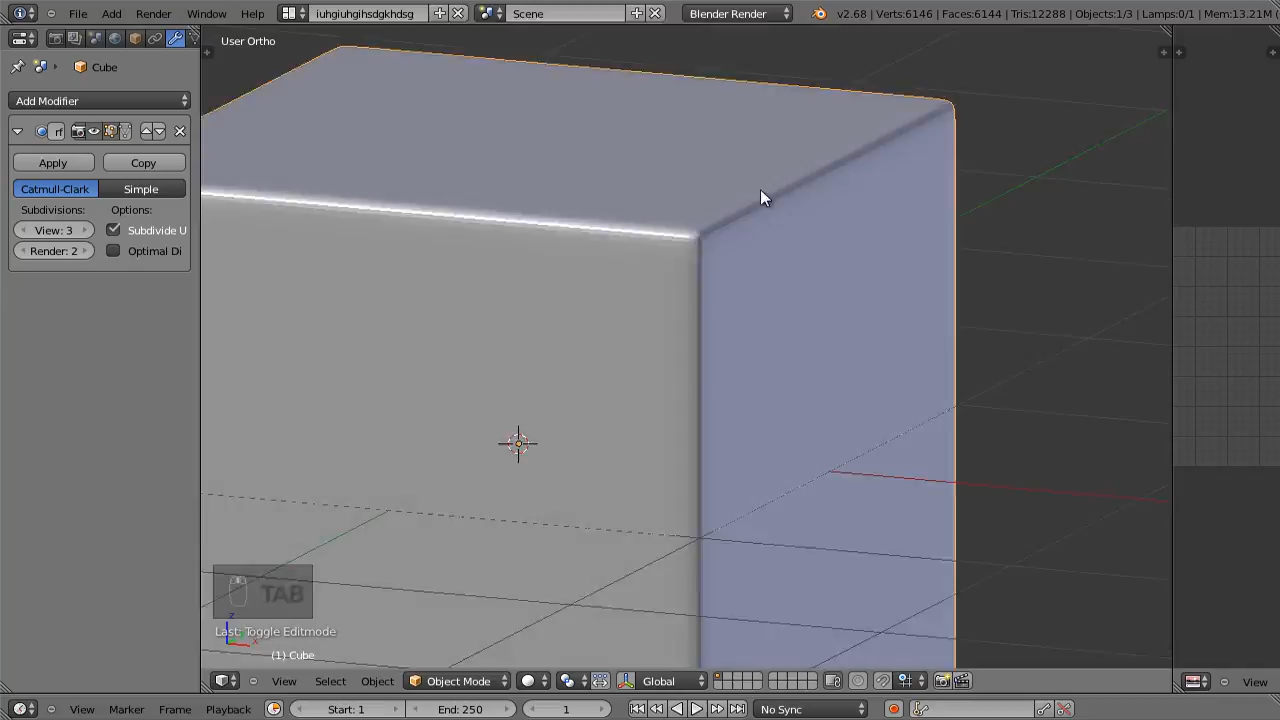 File Add Render Window Help iuhgiuhgihsdgkhdsg Scene Blender Render v2.68 | Verts:6146 | Faces:6144 | Tris:12288 | Objects:1/3 | Lamps:0/1 | Mem:13.21M
User Ortho
Cube
Add Modifier
rf
Apply Copy
Catmull-Clark Simple
Subdivisions: Options:
View: 3 Subdivide U
Render: 2 Optimal Di
TAB
Last: Toggle Editmode
z
x
(1) Cube
View Select Object Object Mode Global View
View Marker Frame Playback Start: 1 End: 250 1 No Sync